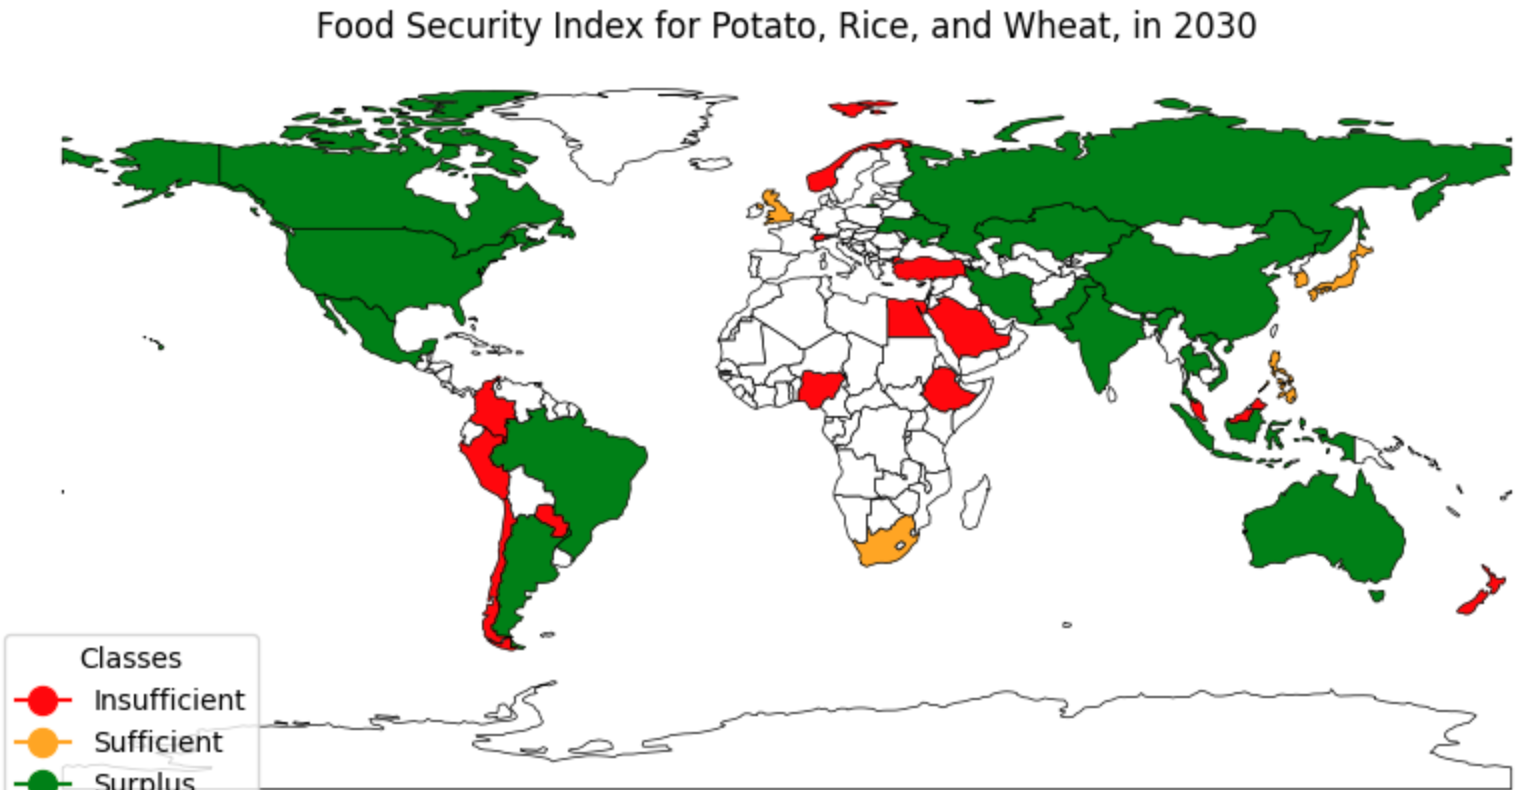 Food Security Index for Potato, Rice, and Wheat, in 2030
Classes
Insufficient
Sufficient
Surplus